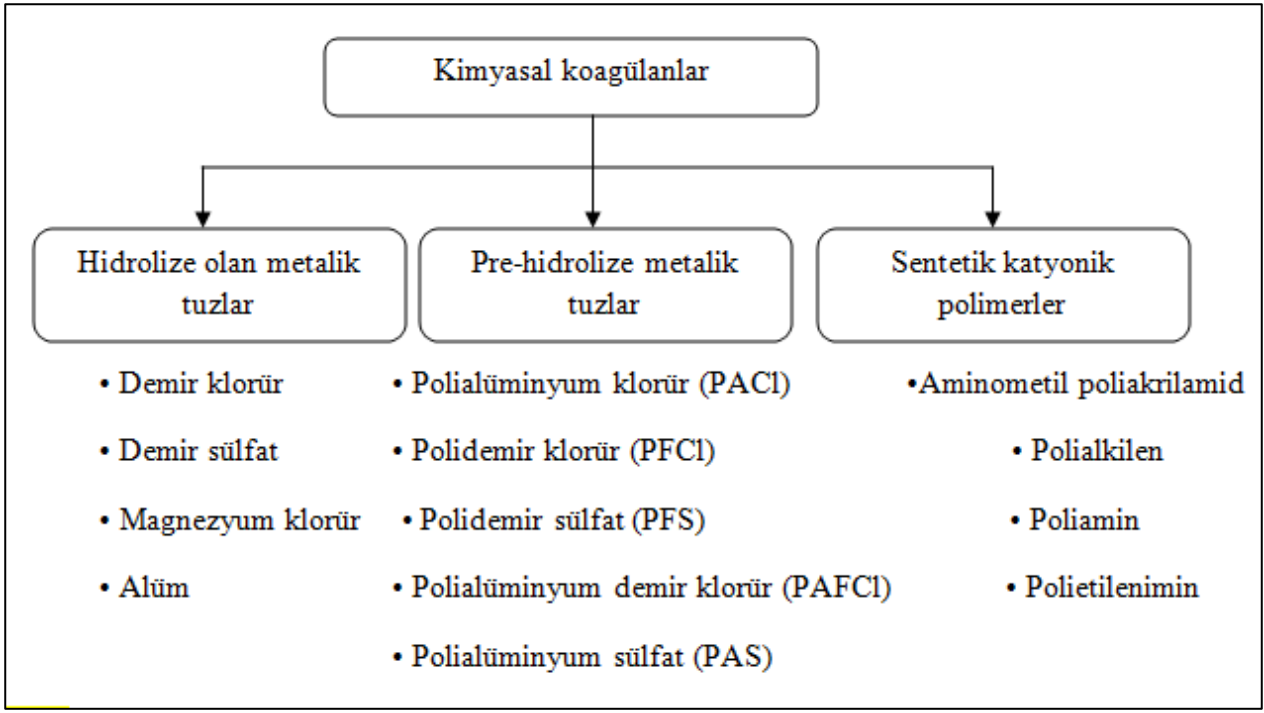 Kimyasal koagülanlar
Hidrolize olan metalik
tuzlar
Pre-hidrolize metalik
tuzlar
Sentetik katyonik
polimerler
• Demir klorür
• Demir sülfat
• Magnezyum klorür
• Alüm
• Polialüminyum klorür (PACl)
• Polidemir klorür (PFCl)
• Polidemir sülfat (PFS)
• Polialüminyum demir klorür (PAFCl)
• Polialüminyum sülfat (PAS)
•Aminometil poliakrilamid
• Polialkilen
• Poliamin
• Polietilenimin